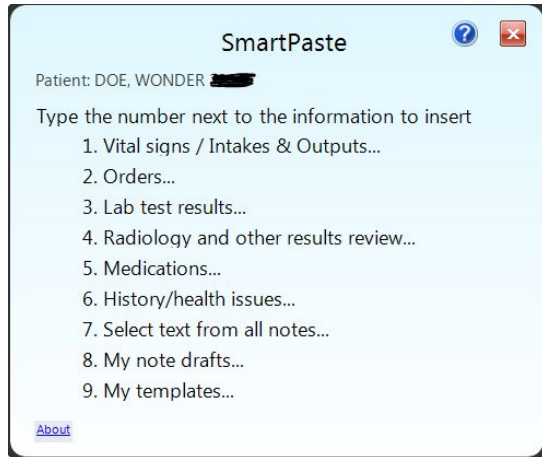 SmartPaste
Patient: DOE, WONDER
Type the number next to the information to insert
1. Vital signs / Intakes & Outputs...
2. Orders...
3. Lab test results...
4. Radiology and other results review...
5. Medications...
6. History/health issues...
7. Select text from all notes...
8. My note drafts...
9. My templates...
About